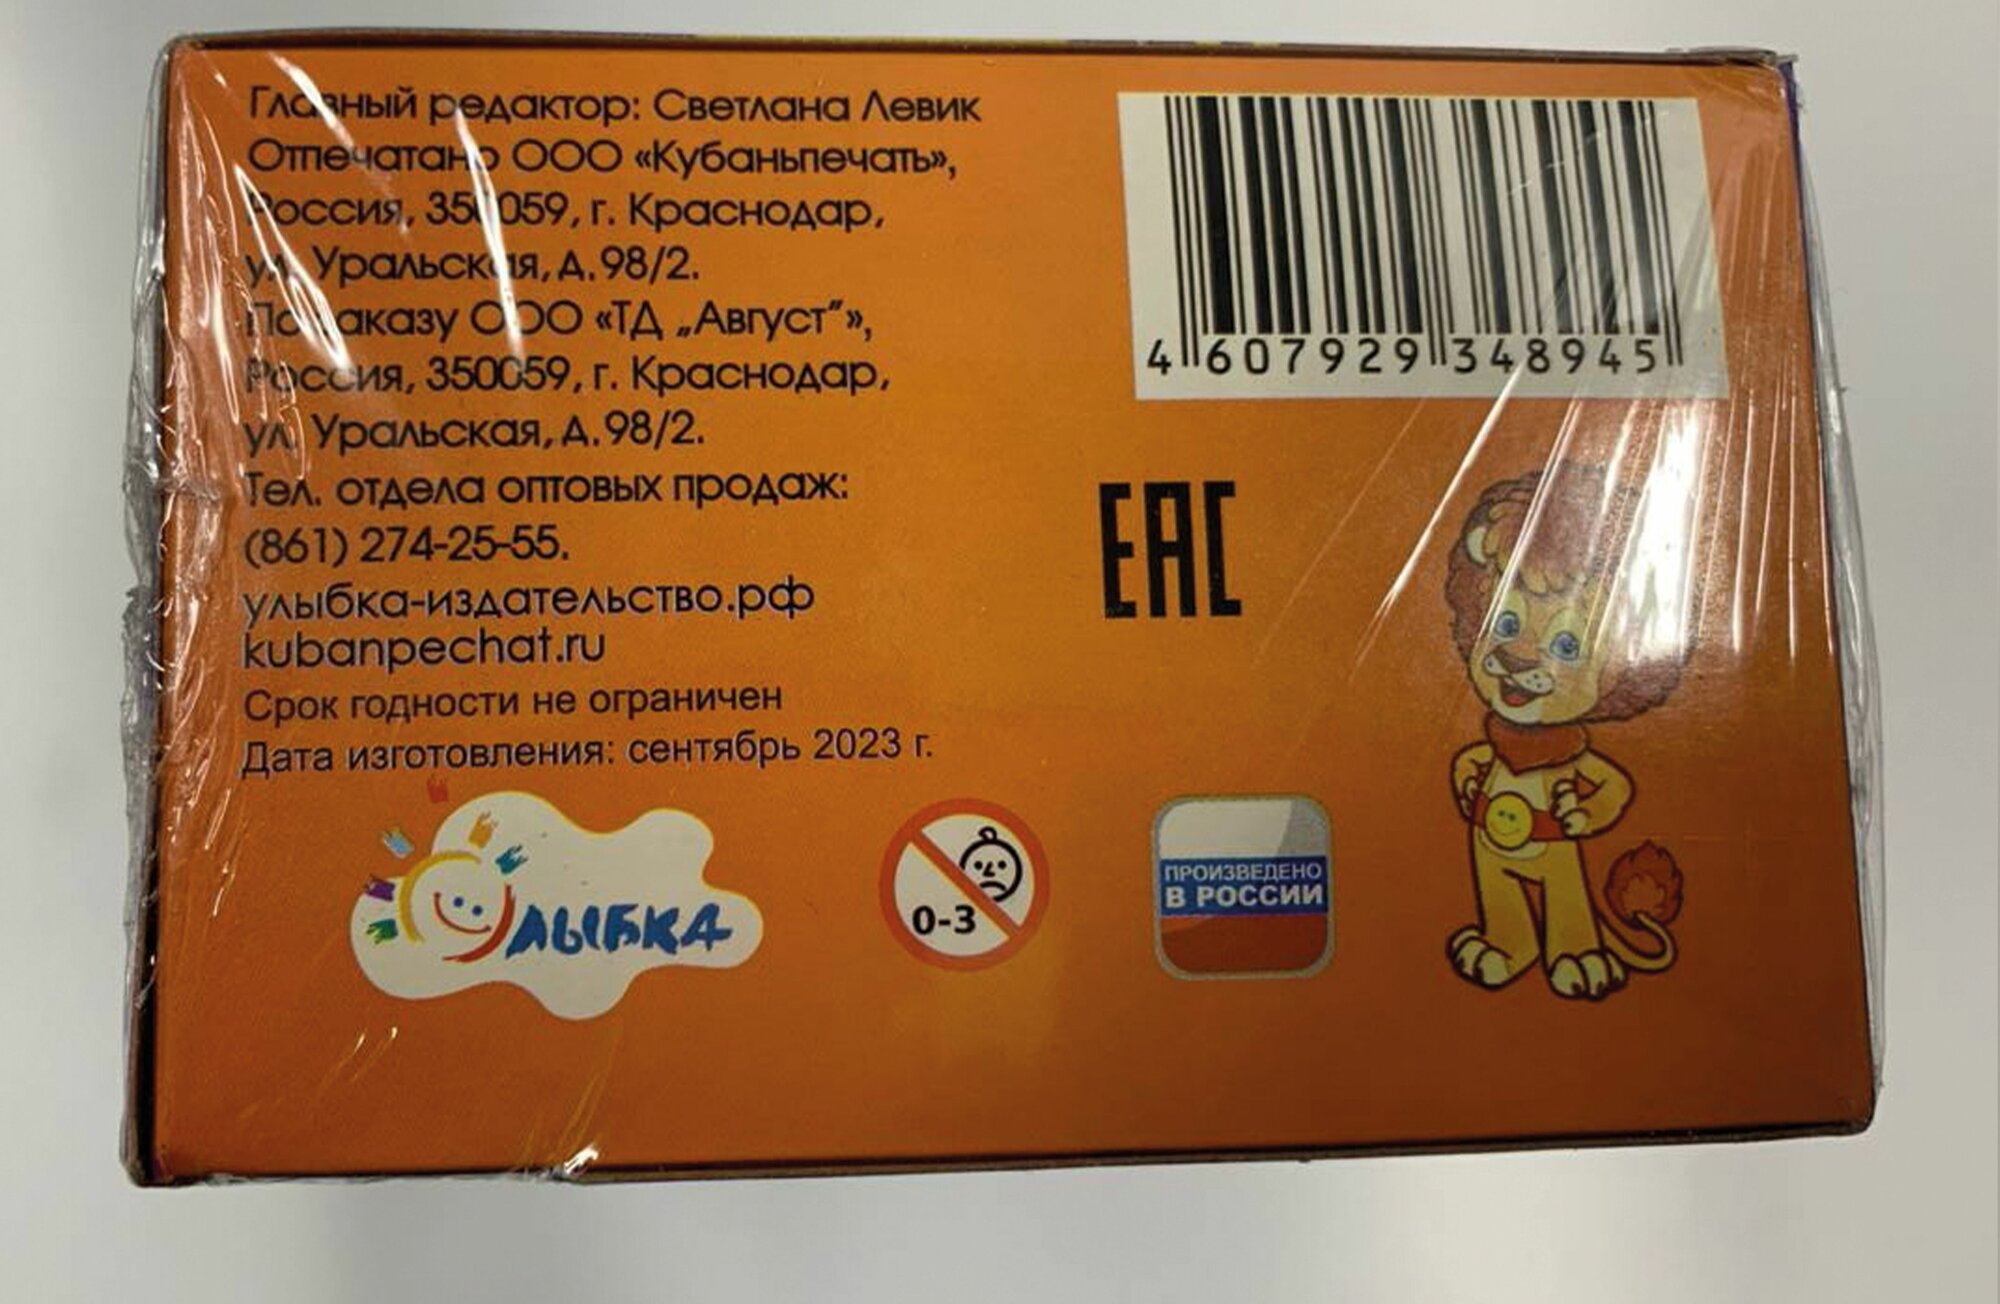 Главный редактор: Светлана Левик
Отпечатано ООО «Кубаньпечать»,
Россия, 350059, г. Краснодар,
ул. Уральская, д. 98/2.
По заказу ООО «ТД „Август“»,
Россия, 350059, г. Краснодар,
ул. Уральская, д. 98/2.
Тел. отдела оптовых продаж:
(861) 274-25-55.
улыбка-издательство.рф
kubanpechat.ru
Срок годности не ограничен
Дата изготовления: сентябрь 2023 г.
4 607929 348945
ЕАС
Улыбка
0-3
ПРОИЗВЕДЕНО
В РОССИИ